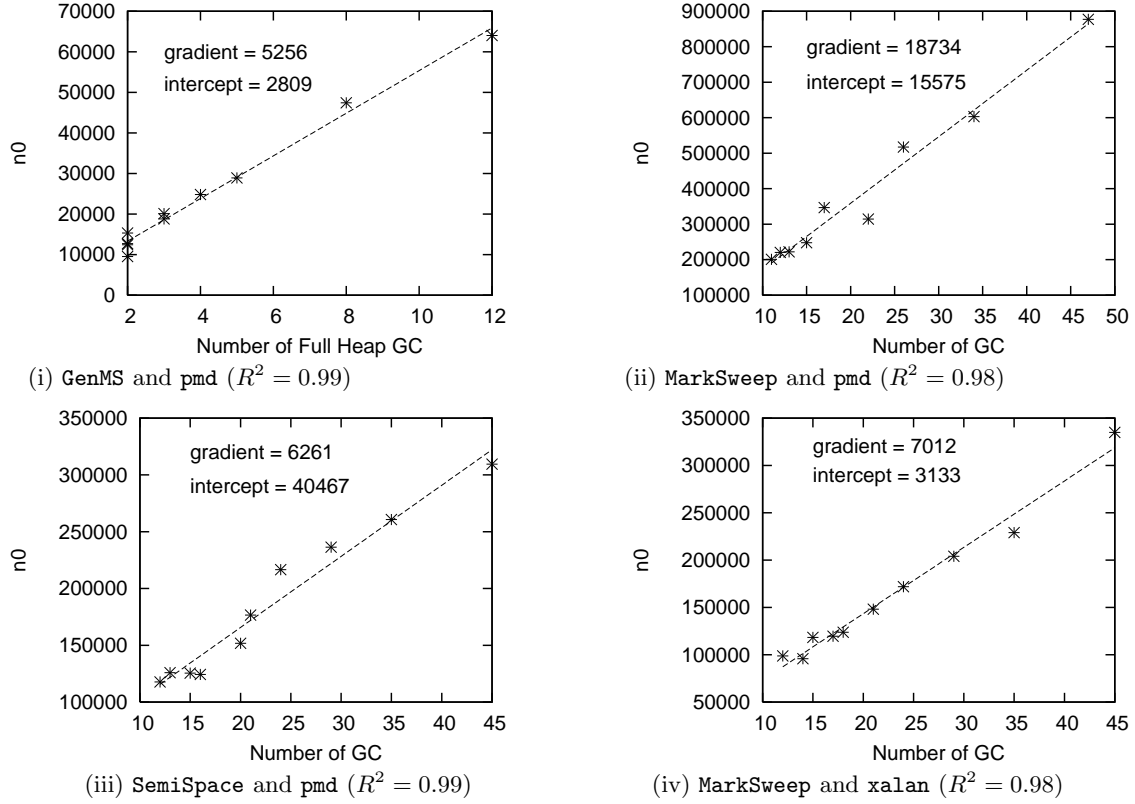 70000
60000
50000
40000
30000
20000
10000
0
n0
gradient = 5256
intercept = 2809
2 4 6 8 10 12
Number of Full Heap GC
(i) GenMS and pmd (R² = 0.99)
900000
800000
700000
600000
500000
400000
300000
200000
100000
n0
gradient = 18734
intercept = 15575
10 15 20 25 30 35 40 45 50
Number of GC
(ii) MarkSweep and pmd (R² = 0.98)
350000
300000
250000
200000
150000
100000
n0
gradient = 6261
intercept = 40467
10 15 20 25 30 35 40 45
Number of GC
(iii) SemiSpace and pmd (R² = 0.99)
350000
300000
250000
200000
150000
100000
50000
n0
gradient = 7012
intercept = 3133
10 15 20 25 30 35 40 45
Number of GC
(iv) MarkSweep and xalan (R² = 0.98)